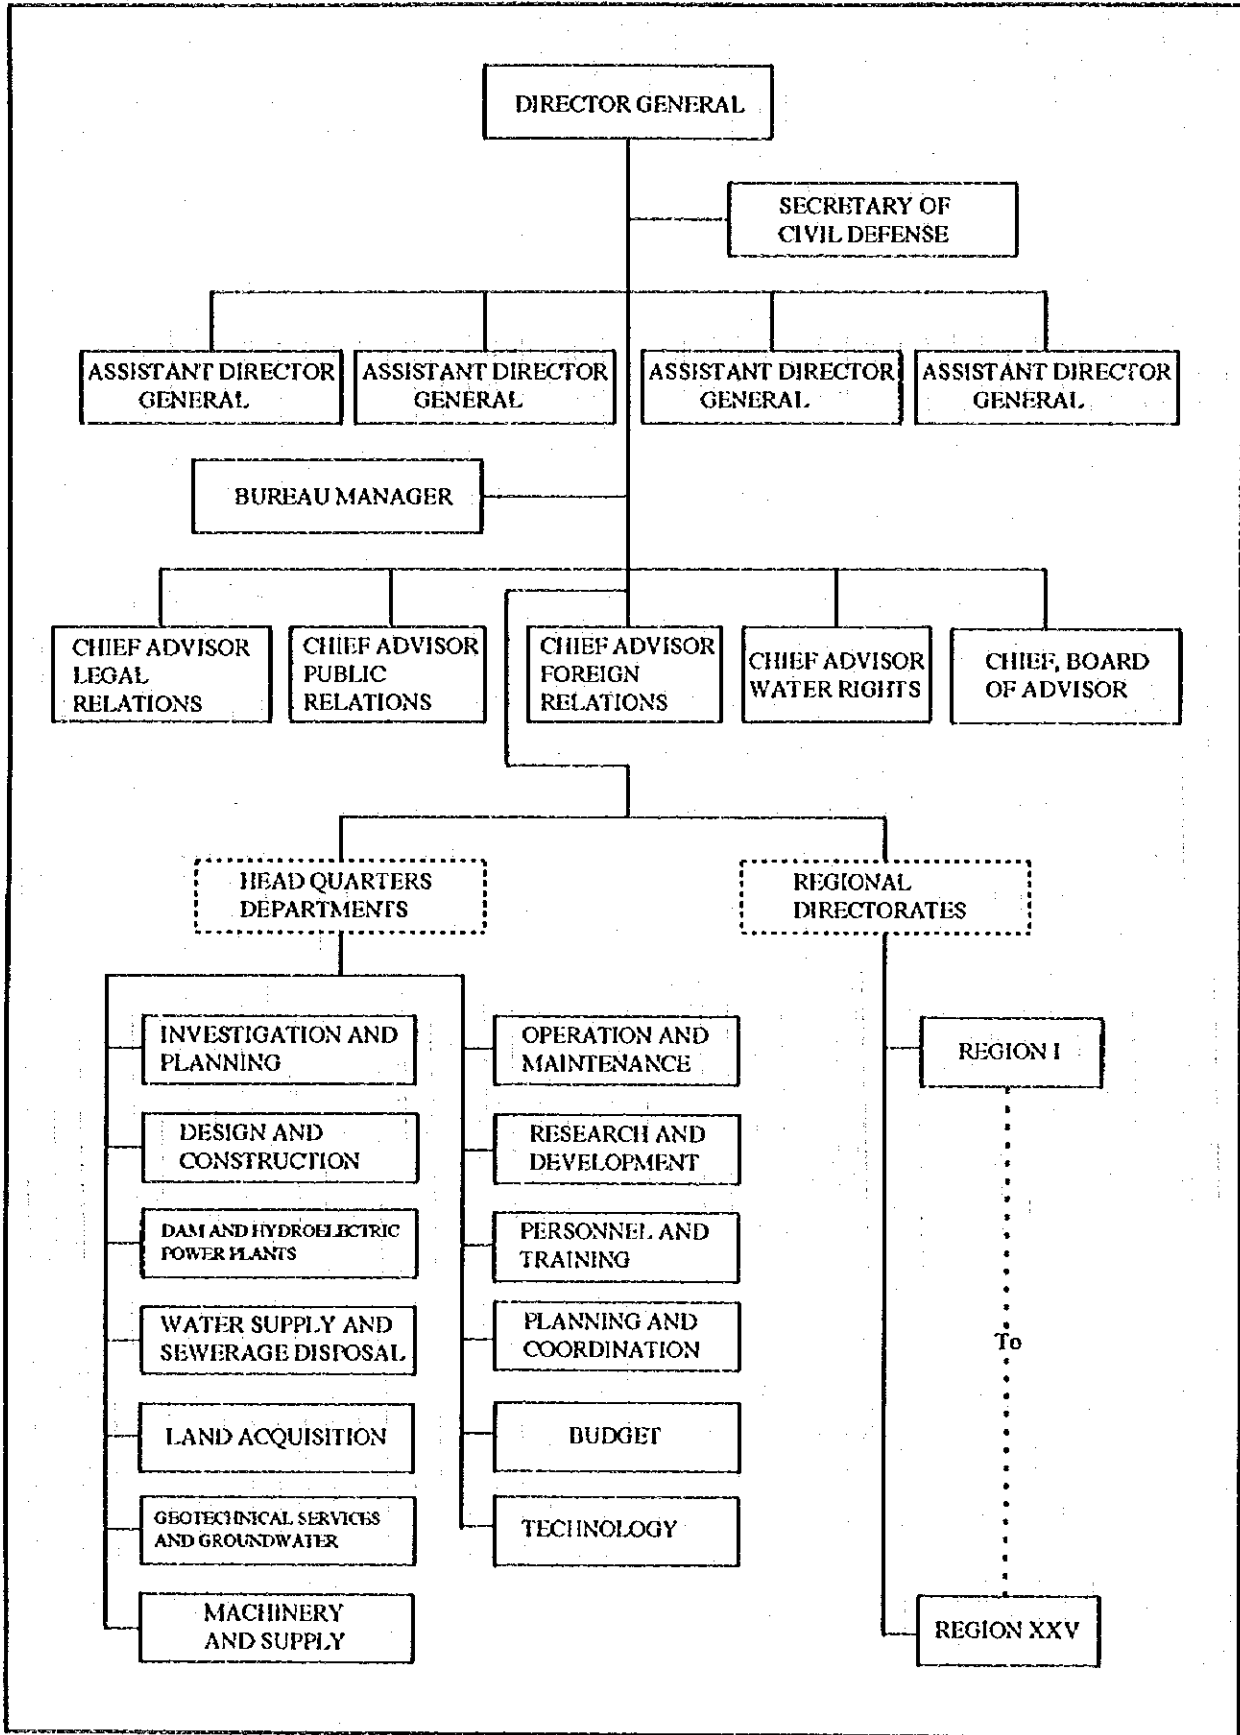 DIRECTOR GENERAL
SECRETARY OF
CIVIL DEFENSE
ASSISTANT DIRECTOR
GENERAL
ASSISTANT DIRECTOR
GENERAL
ASSISTANT DIRECTOR
GENERAL
ASSISTANT DIRECTOR
GENERAL
BUREAU MANAGER
CHIEF ADVISOR
LEGAL
RELATIONS
CHIEF ADVISOR
PUBLIC
RELATIONS
CHIEF ADVISOR
FOREIGN
RELATIONS
CHIEF ADVISOR
WATER RIGHTS
CHIEF, BOARD
OF ADVISOR
HEAD QUARTERS
DEPARTMENTS
REGIONAL
DIRECTORATES
INVESTIGATION AND
PLANNING
DESIGN AND
CONSTRUCTION
DAM AND HYDROELECTRIC
POWER PLANTS
WATER SUPPLY AND
SEWERAGE DISPOSAL
LAND ACQUISITION
GEOTECHNICAL SERVICES
AND GROUNDWATER
MACHINERY
AND SUPPLY
OPERATION AND
MAINTENANCE
RESEARCH AND
DEVELOPMENT
PERSONNEL AND
TRAINING
PLANNING AND
COORDINATION
BUDGET
TECHNOLOGY
REGION I
To
REGION XXV